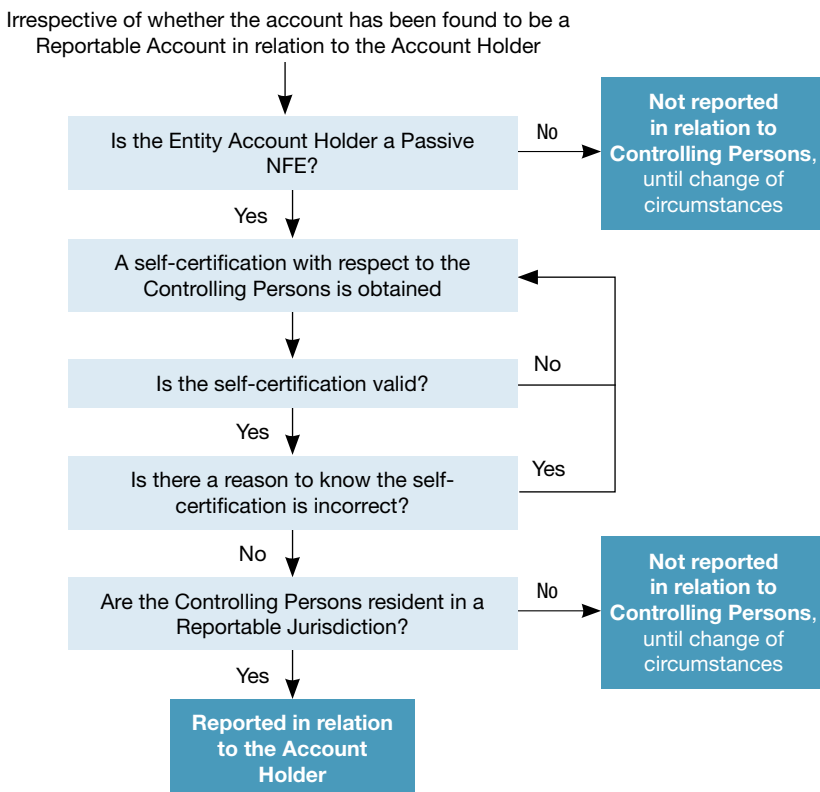 Irrespective of whether the account has been found to be a
Reportable Account in relation to the Account Holder
Is the Entity Account Holder a Passive
NFE?
No
Not reported
in relation to
Controlling Persons,
until change of
circumstances
Yes
A self-certification with respect to the
Controlling Persons is obtained
Is the self-certification valid?
No
Yes
Is there a reason to know the self-
certification is incorrect?
Yes
No
Are the Controlling Persons resident in a
Reportable Jurisdiction?
No
Not reported
in relation to
Controlling Persons,
until change of
circumstances
Yes
Reported in relation
to the Account
Holder